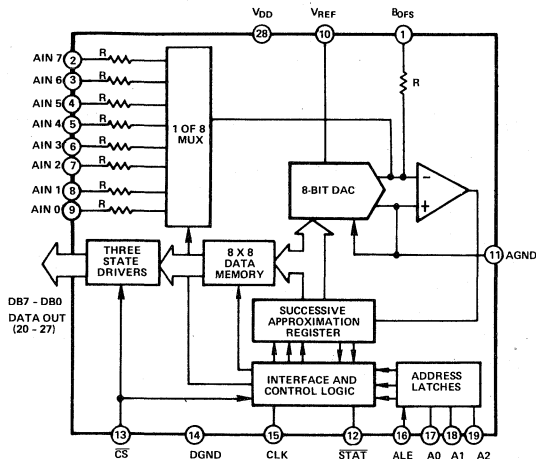 VDD
VREF
BOFS
28
10
1
AIN 7 2 R
AIN 6 3 R
AIN 5 4 R
AIN 4 5 R
AIN 3 6 R
AIN 2 7 R
AIN 1 8 R
AIN 0 9 R
1 OF 8
MUX
R
8-BIT DAC
−
+
11 AGND
THREE
STATE
DRIVERS
8 X 8
DATA
MEMORY
DB7 - DB0
DATA OUT
(20 - 27)
SUCCESSIVE
APPROXIMATION
REGISTER
INTERFACE AND
CONTROL LOGIC
ADDRESS
LATCHES
13 14 15 12 16 17 18 19
CS DGND CLK STAT ALE A0 A1 A2